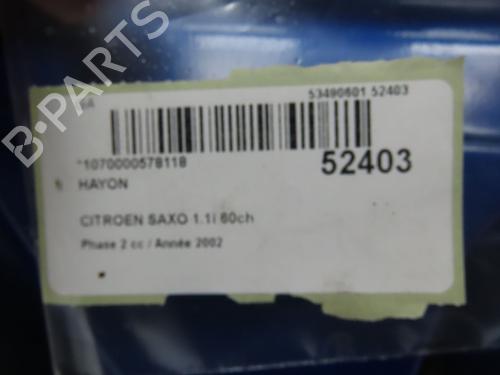 53490601 52403
*1070000578118
52403
HAYON
CITROEN SAXO 1.1i 60ch
Phase 2 cc / Année 2002
B-PARTS